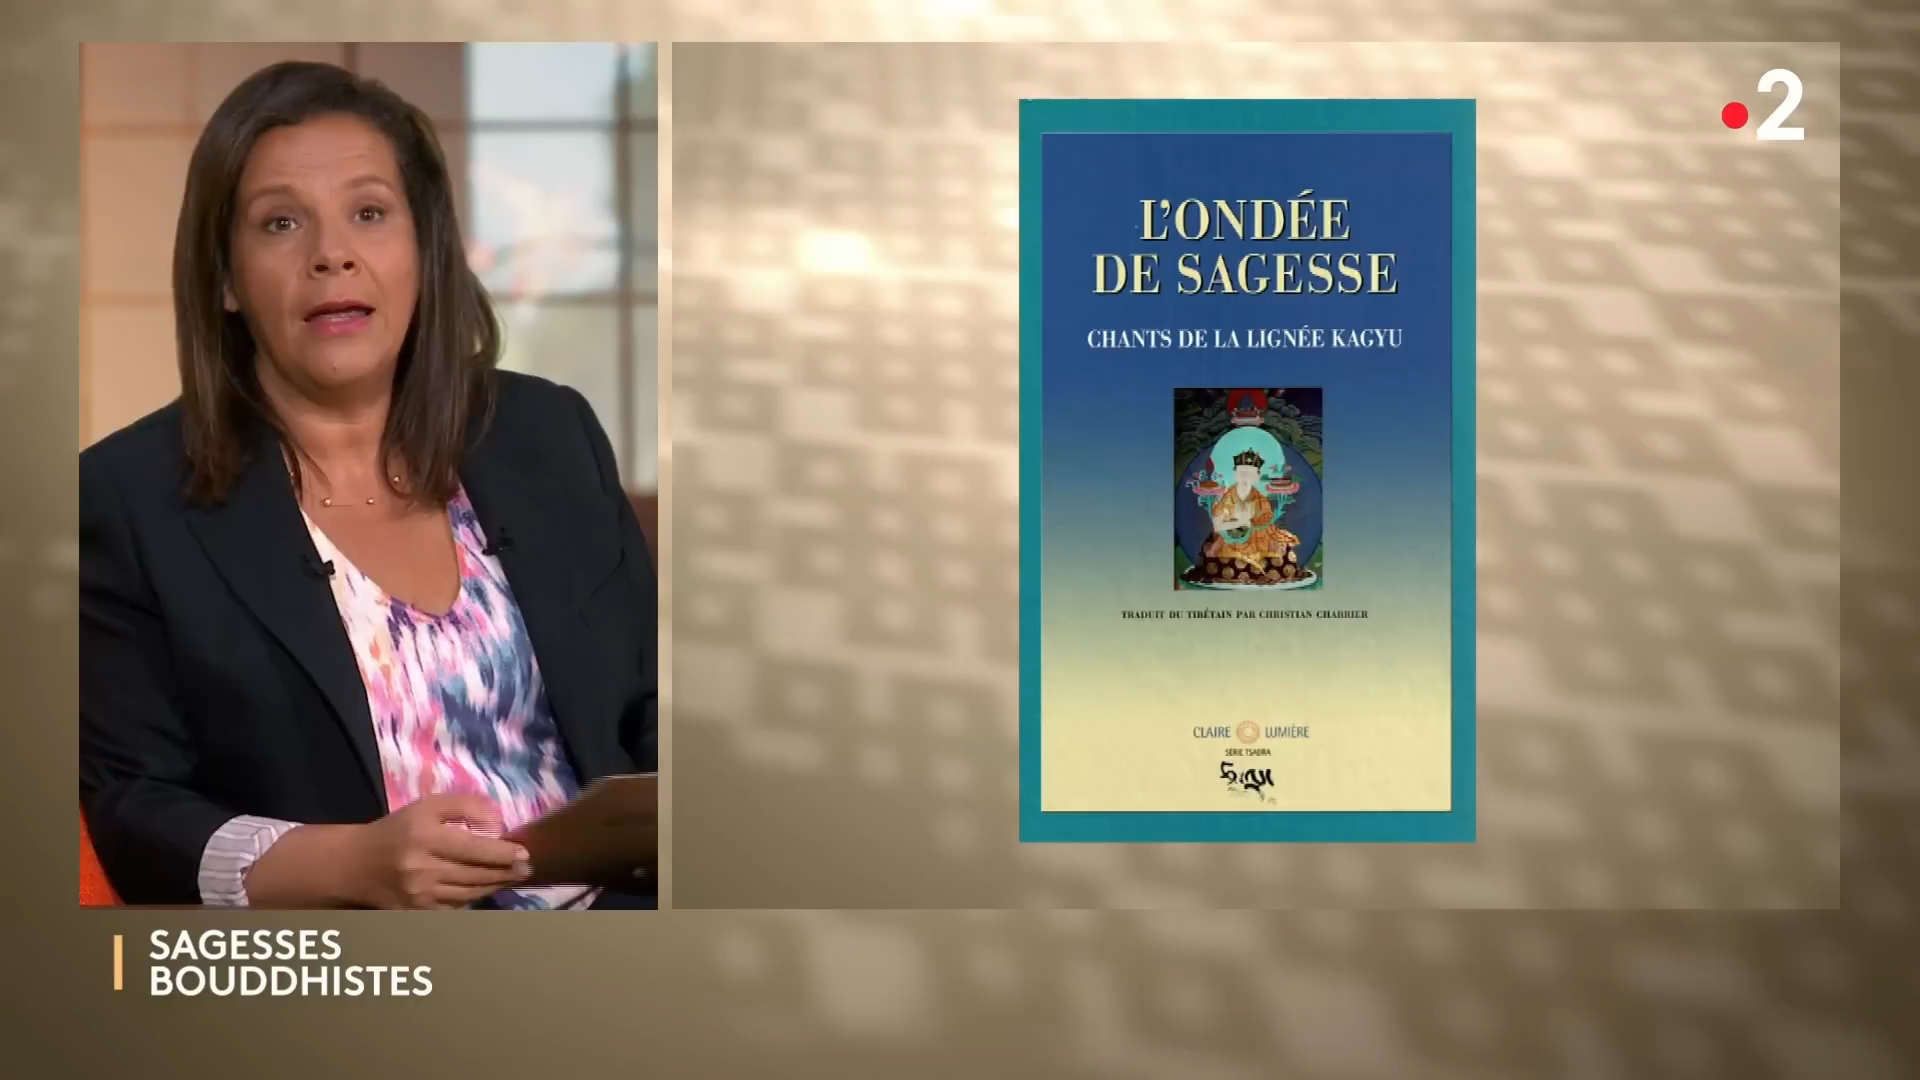 2
L'ONDÉE
DE SAGESSE
CHANTS DE LA LIGNÉE KAGYU
TRADUIT DU TIBÉTAIN PAR CHRISTIAN CHARRIER
CLAIRE LUMIÈRE
SÉRIE TSADRA
SAGESSES
BOUDDHISTES